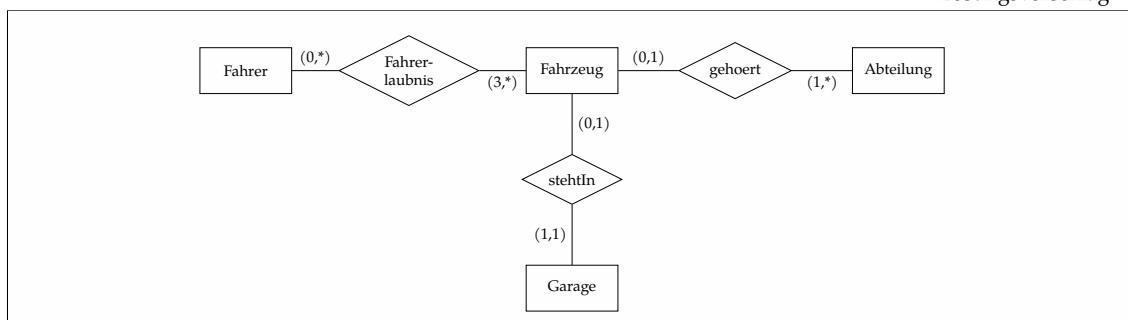 Fahrer
(0,*)
Fahrer-
laubnis
(3,*)
Fahrzeug
(0,1)
gehoert
(1,*)
Abteilung
(0,1)
stehtIn
(1,1)
Garage